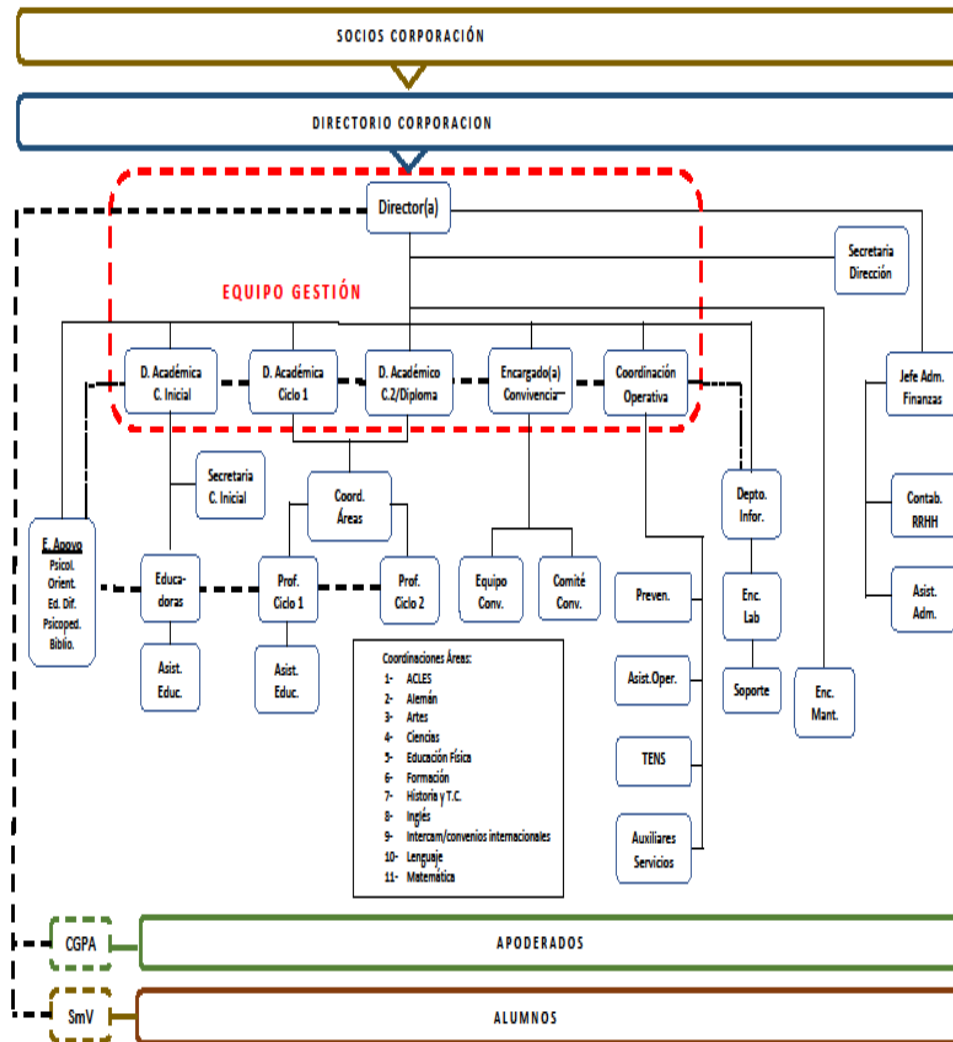 SOCIOS CORPORACIÓN
DIRECTORIO CORPORACION
Director(a)
Secretaria
Dirección
EQUIPO GESTIÓN
D. Académica
C. Inicial
D. Académica
Ciclo 1
D. Académico
C.2/Diploma
Encargado(a)
Convivencia
Coordinación
Operativa
Jefe Adm.
Finanzas
Secretaria
C. Inicial
Coord.
Áreas
Depto.
Infor.
Contab.
RRHH
E. Apoyo
Psicol.
Orient.
Ed. Dif.
Psicoped.
Biblio.
Educa-
doras
Prof.
Ciclo 1
Prof.
Ciclo 2
Equipo
Conv.
Comité
Conv.
Preven.
Enc.
Lab
Asist.
Adm.
Asist.
Educ.
Asist.
Educ.
Asist.Oper.
Soporte
Enc.
Mant.
TENS
Auxiliares
Servicios
Coordinaciones Áreas:
1- ACLES
2- Alemán
3- Artes
4- Ciencias
5- Educación Física
6- Formación
7- Historia y T.C.
8- Inglés
9- Intercam/convenios internacionales
10- Lenguaje
11- Matemática
CGPA
APODERADOS
SmV
ALUMNOS